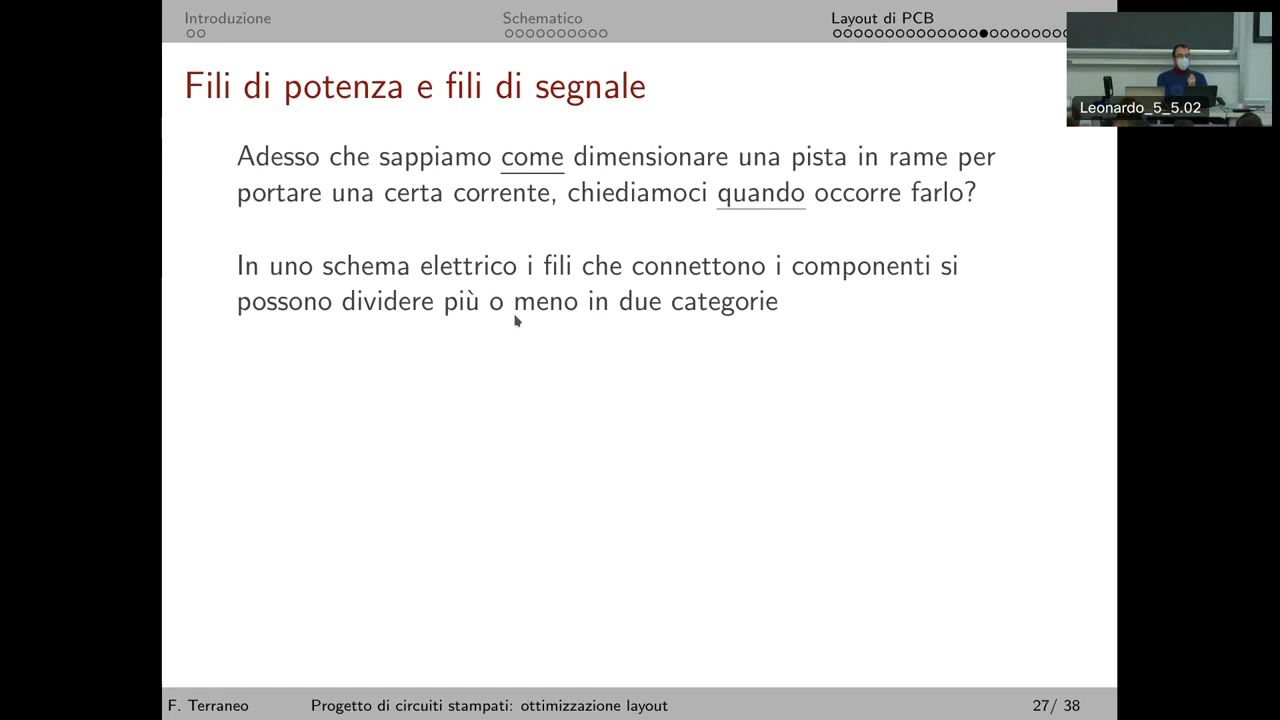 Introduzione
Schematico
Layout di PCB
Leonardo_5_5.02
Fili di potenza e fili di segnale
Adesso che sappiamo come dimensionare una pista in rame per
portare una certa corrente, chiediamoci quando occorre farlo?
In uno schema elettrico i fili che connettono i componenti si
possono dividere più o meno in due categorie
F. Terraneo
Progetto di circuiti stampati: ottimizzazione layout
27/ 38